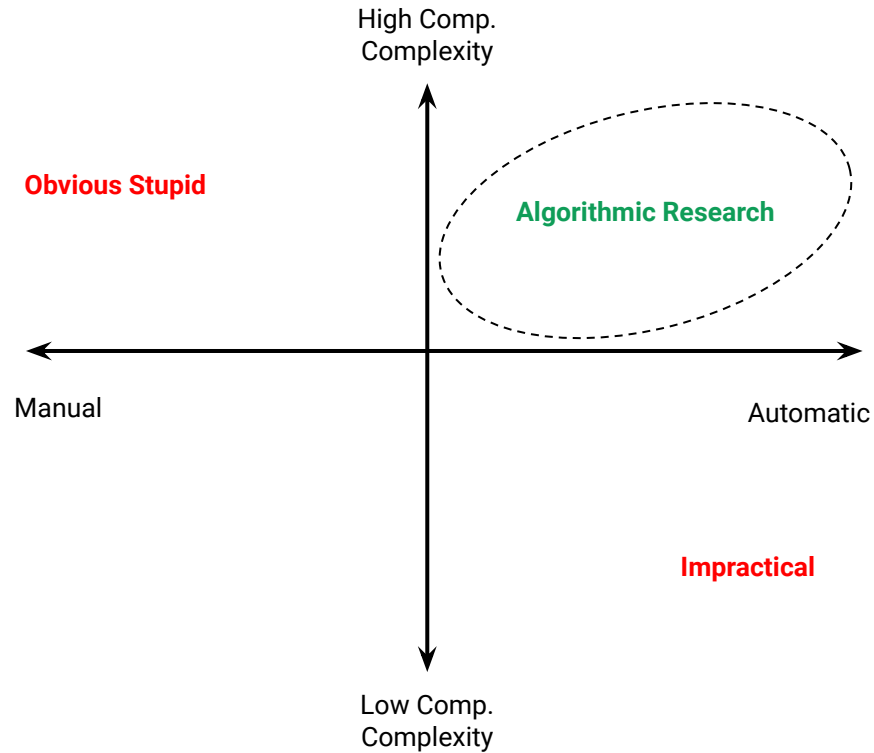 High Comp.
Complexity
Obvious Stupid
Algorithmic Research
Manual
Automatic
Impractical
Low Comp.
Complexity